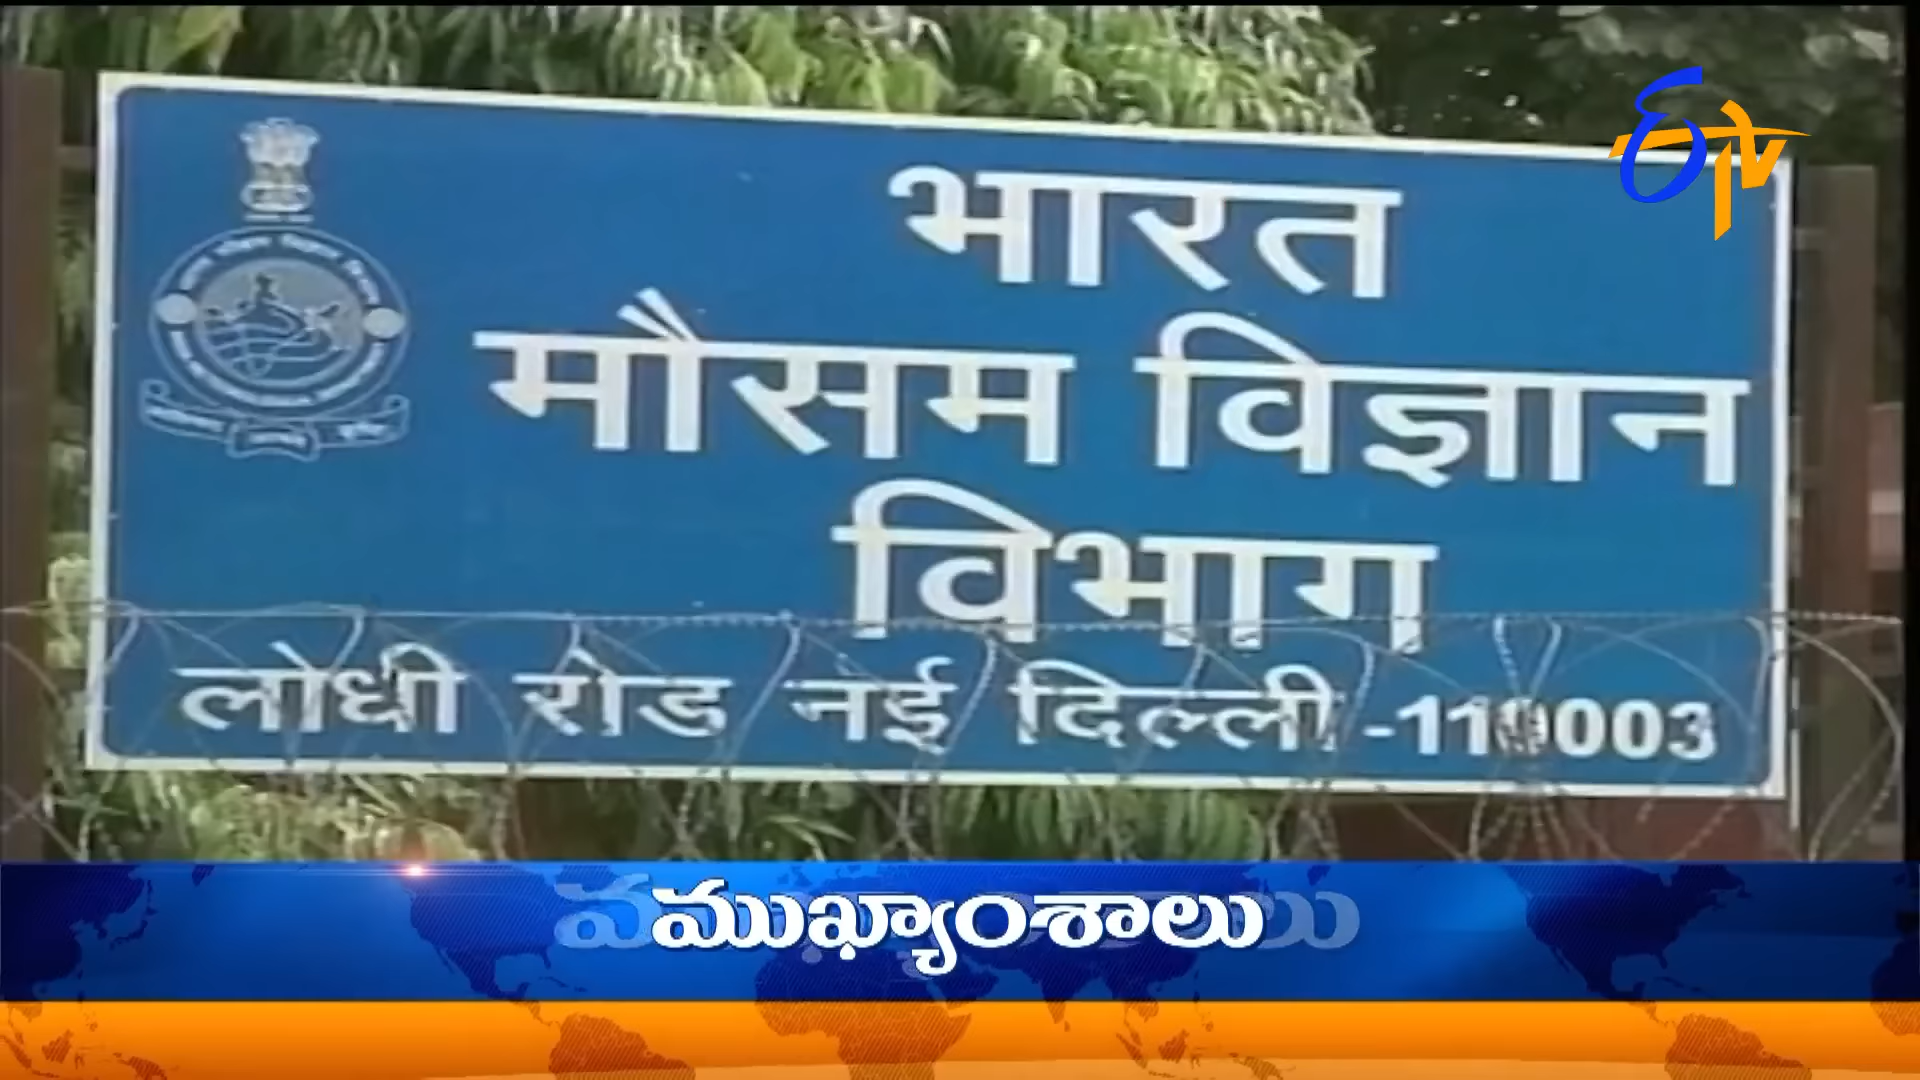 ETV
भारत
मौसम विज्ञान
विभाग
लोधी रोड नई दिल्ली -110003
ముఖ్యాంశాలు